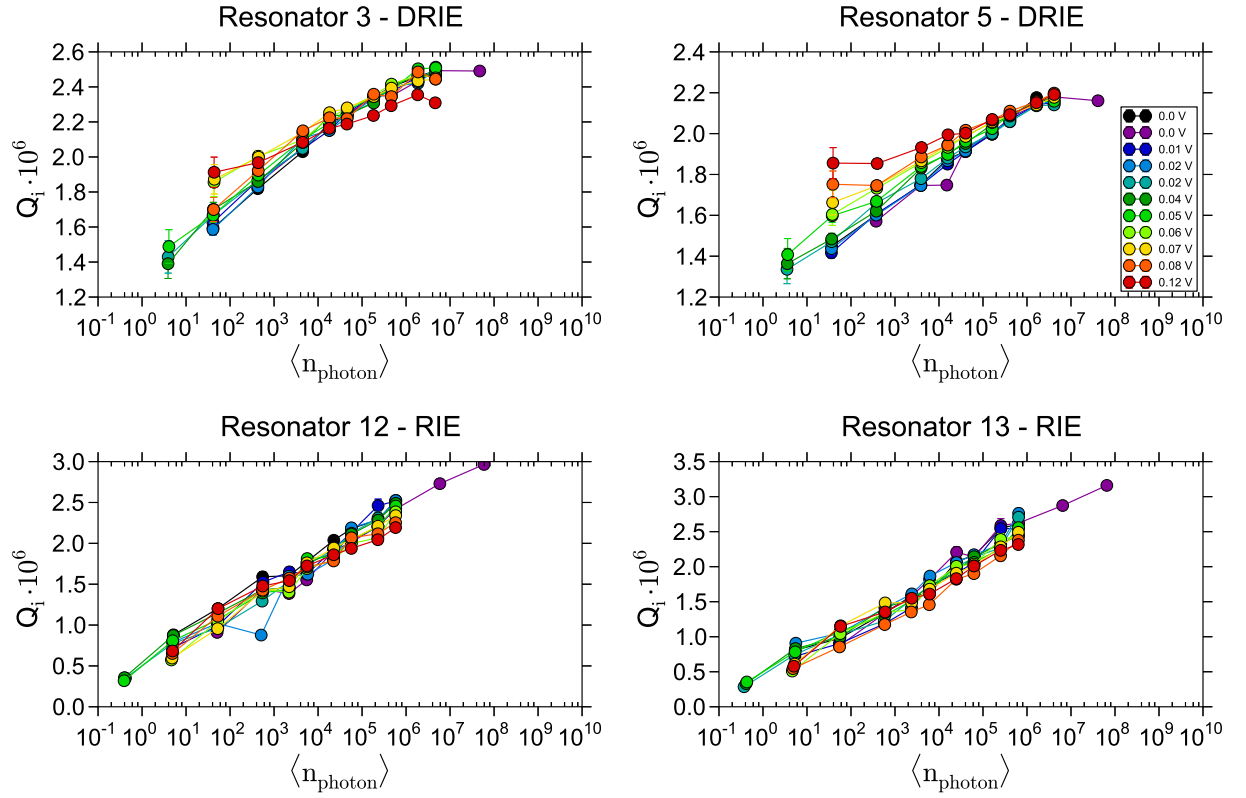 Resonator 3 - DRIE
Q_i · 10^6
2.6
2.4
2.2
2.0
1.8
1.6
1.4
1.2
10^-1 10^0 10^1 10^2 10^3 10^4 10^5 10^6 10^7 10^8 10^9 10^10
⟨n_photon⟩
Resonator 5 - DRIE
Q_i · 10^6
2.4
2.2
2.0
1.8
1.6
1.4
1.2
10^-1 10^0 10^1 10^2 10^3 10^4 10^5 10^6 10^7 10^8 10^9 10^10
⟨n_photon⟩
0.0 V
0.0 V
0.01 V
0.02 V
0.02 V
0.04 V
0.05 V
0.06 V
0.07 V
0.08 V
0.12 V
Resonator 12 - RIE
Q_i · 10^6
3.0
2.5
2.0
1.5
1.0
0.5
0.0
10^-1 10^0 10^1 10^2 10^3 10^4 10^5 10^6 10^7 10^8 10^9 10^10
⟨n_photon⟩
Resonator 13 - RIE
Q_i · 10^6
3.5
3.0
2.5
2.0
1.5
1.0
0.5
0.0
10^-1 10^0 10^1 10^2 10^3 10^4 10^5 10^6 10^7 10^8 10^9 10^10
⟨n_photon⟩